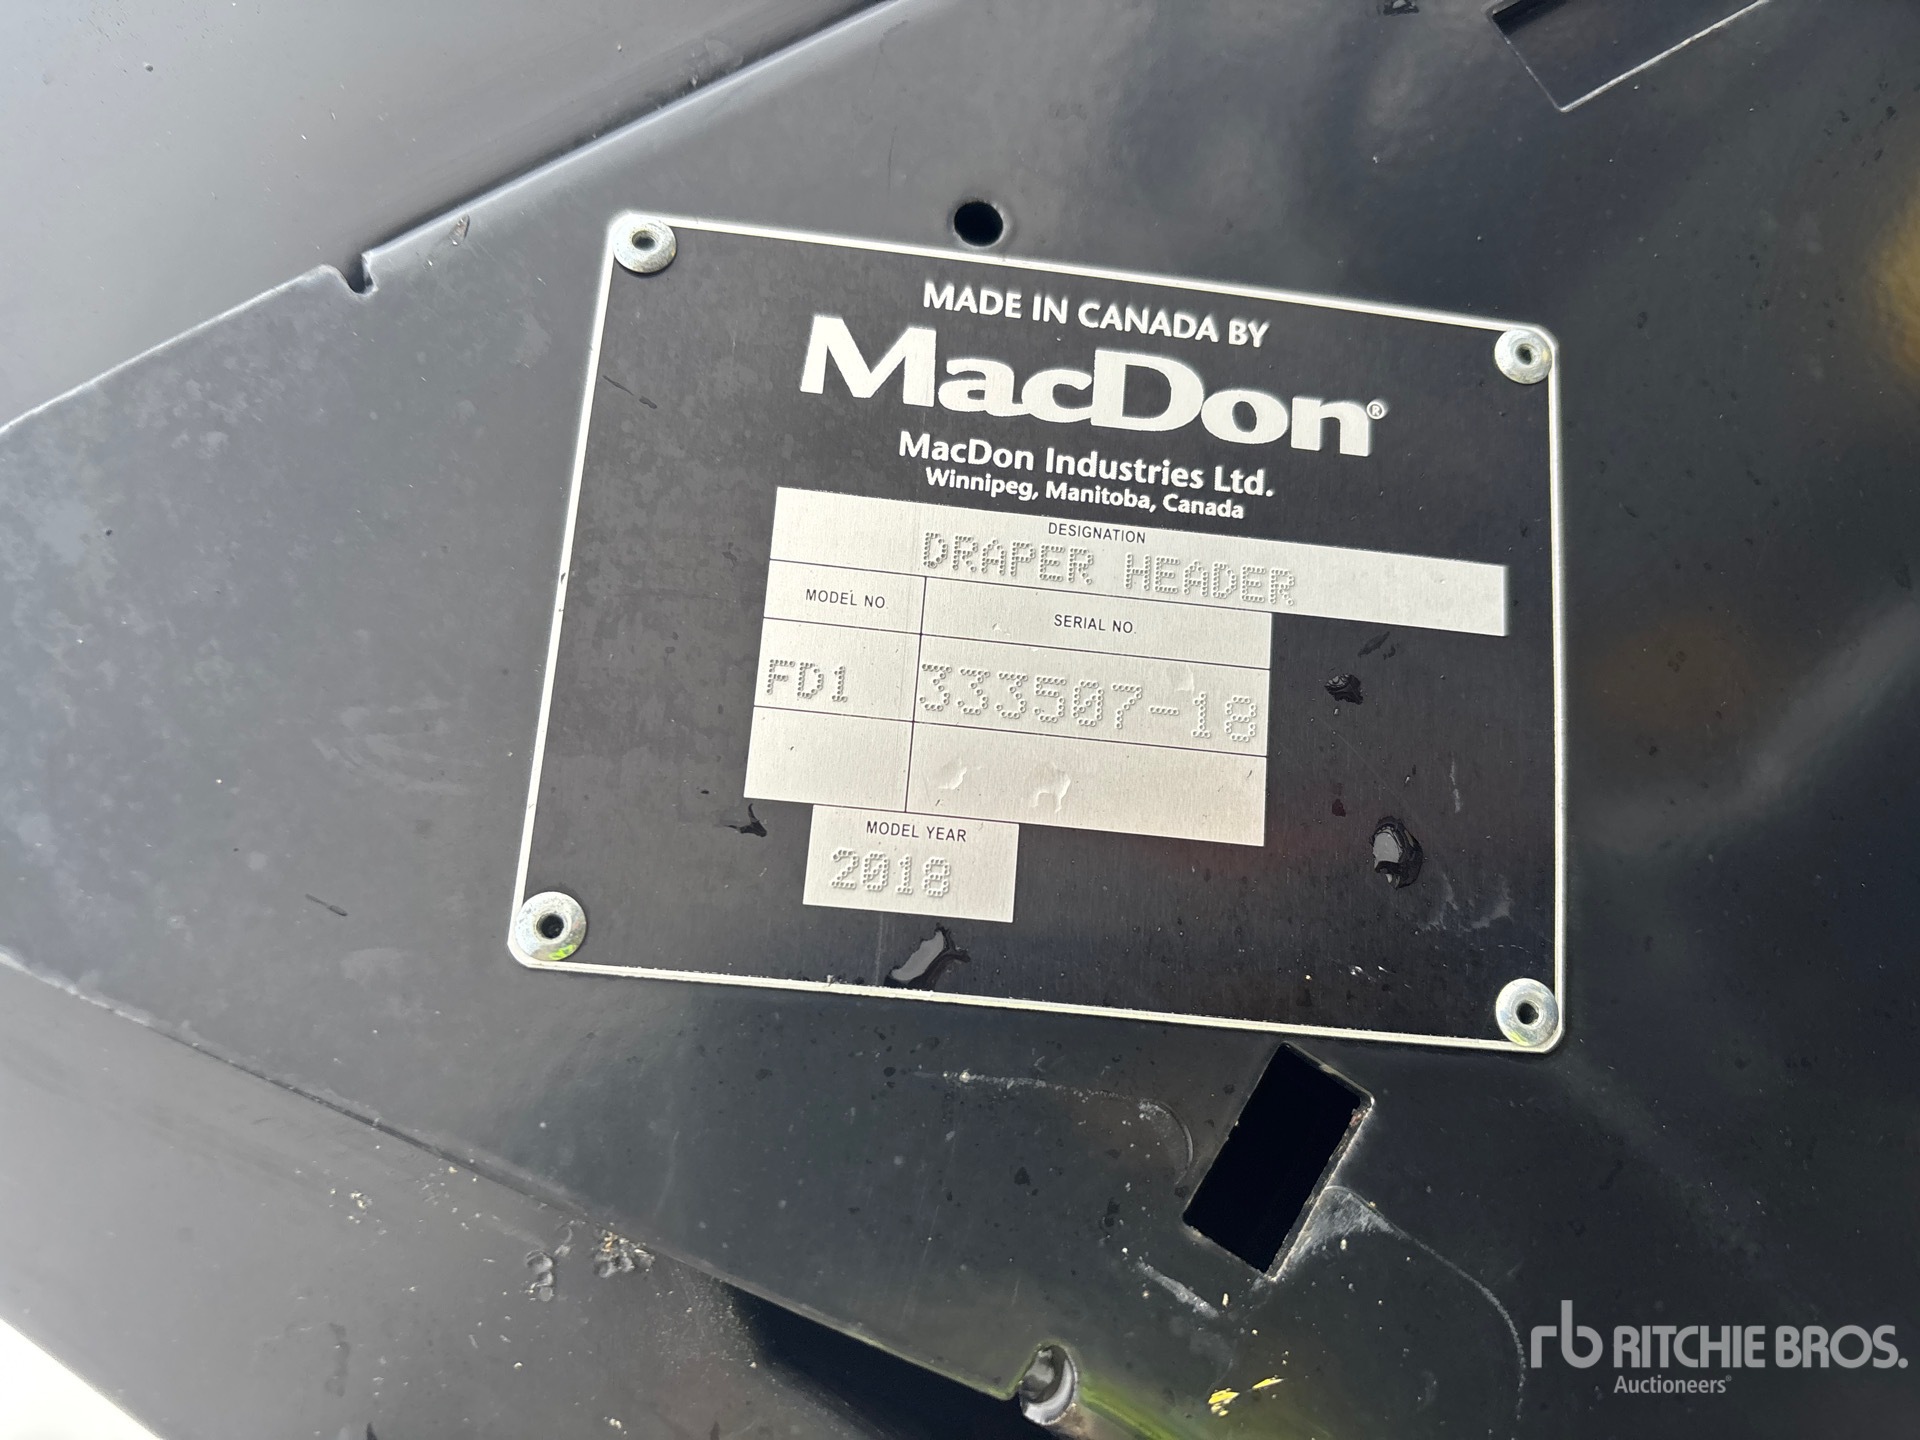 MADE IN CANADA BY
MacDon®
MacDon Industries Ltd.
Winnipeg, Manitoba, Canada
DESIGNATION
DRAPER HEADER
MODEL NO.
SERIAL NO.
FD1
333507-18
MODEL YEAR
2018
rb RITCHIE BROS.
Auctioneers®